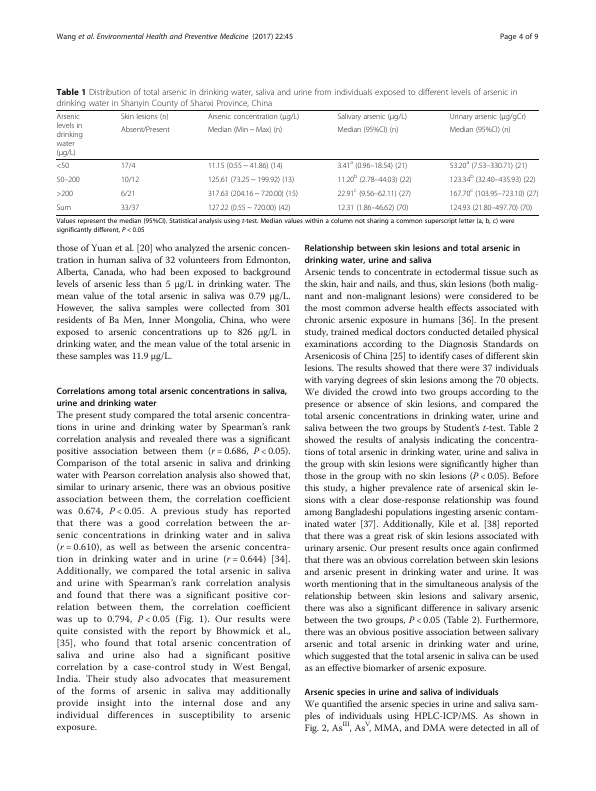 Wang et al. Environmental Health and Preventive Medicine (2017) 22:45
Page 4 of 9
Table 1 Distribution of total arsenic in drinking water, saliva and urine from individuals exposed to different levels of arsenic in
drinking water in Shanyin County of Shanxi Province, China
Arsenic levels in drinking water (μg/L) Skin lesions (n) Arsenic concentration (μg/L) Salivary arsenic (μg/L) Urinary arsenic (μg/gCr)
Absent/Present Median (Min ~ Max) (n) Median (95%CI) (n) Median (95%CI) (n)
<50 17/4 11.15 (0.55 ~ 41.86) (14) 3.41a (0.96–18.54) (21) 53.20a (7.53–330.71) (21)
50–200 10/12 125.61 (73.25 ~ 199.92) (13) 11.20b (2.78–44.03) (22) 123.34b (32.40–435.93) (22)
>200 6/21 317.63 (204.16 ~ 720.00) (15) 22.91c (9.56–62.11) (27) 167.70c (103.95–723.10) (27)
Sum 33/37 127.22 (0.55 ~ 720.00) (42) 12.31 (1.86–46.62) (70) 124.93 (21.80–497.70) (70)
Values represent the median (95%CI). Statistical analysis using t-test. Median values within a column not sharing a common superscript letter (a, b, c) were
significantly different, P < 0.05
those of Yuan et al. [20] who analyzed the arsenic concen-
tration in human saliva of 32 volunteers from Edmonton,
Alberta, Canada, who had been exposed to background
levels of arsenic less than 5 μg/L in drinking water. The
mean value of the total arsenic in saliva was 0.79 μg/L.
However, the saliva samples were collected from 301
residents of Ba Men, Inner Mongolia, China, who were
exposed to arsenic concentrations up to 826 μg/L in
drinking water, and the mean value of the total arsenic in
these samples was 11.9 μg/L.
Correlations among total arsenic concentrations in saliva,
urine and drinking water
The present study compared the total arsenic concentra-
tions in urine and drinking water by Spearman's rank
correlation analysis and revealed there was a significant
positive association between them (r = 0.686, P < 0.05).
Comparison of the total arsenic in saliva and drinking
water with Pearson correlation analysis also showed that,
similar to urinary arsenic, there was an obvious positive
association between them, the correlation coefficient
was 0.674, P < 0.05. A previous study has reported
that there was a good correlation between the ar-
senic concentrations in drinking water and in saliva
(r = 0.610), as well as between the arsenic concentra-
tion in drinking water and in urine (r = 0.644) [34].
Additionally, we compared the total arsenic in saliva
and urine with Spearman's rank correlation analysis
and found that there was a significant positive cor-
relation between them, the correlation coefficient
was up to 0.794, P < 0.05 (Fig. 1). Our results were
quite consisted with the report by Bhowmick et al.,
[35], who found that total arsenic concentration of
saliva and urine also had a significant positive
correlation by a case-control study in West Bengal,
India. Their study also advocates that measurement
of the forms of arsenic in saliva may additionally
provide insight into the internal dose and any
individual differences in susceptibility to arsenic
exposure.
Relationship between skin lesions and total arsenic in
drinking water, urine and saliva
Arsenic tends to concentrate in ectodermal tissue such as
the skin, hair and nails, and thus, skin lesions (both malig-
nant and non-malignant lesions) were considered to be
the most common adverse health effects associated with
chronic arsenic exposure in humans [36]. In the present
study, trained medical doctors conducted detailed physical
examinations according to the Diagnosis Standards on
Arsenicosis of China [25] to identify cases of different skin
lesions. The results showed that there were 37 individuals
with varying degrees of skin lesions among the 70 objects.
We divided the crowd into two groups according to the
presence or absence of skin lesions, and compared the
total arsenic concentrations in drinking water, urine and
saliva between the two groups by Student's t-test. Table 2
showed the results of analysis indicating the concentra-
tions of total arsenic in drinking water, urine and saliva in
the group with skin lesions were significantly higher than
those in the group with no skin lesions (P < 0.05). Before
this study, a higher prevalence rate of arsenical skin le-
sions with a clear dose-response relationship was found
among Bangladeshi populations ingesting arsenic contam-
inated water [37]. Additionally, Kile et al. [38] reported
that there was a great risk of skin lesions associated with
urinary arsenic. Our present results once again confirmed
that there was an obvious correlation between skin lesions
and arsenic present in drinking water and urine. It was
worth mentioning that in the simultaneous analysis of the
relationship between skin lesions and salivary arsenic,
there was also a significant difference in salivary arsenic
between the two groups, P < 0.05 (Table 2). Furthermore,
there was an obvious positive association between salivary
arsenic and total arsenic in drinking water and urine,
which suggested that the total arsenic in saliva can be used
as an effective biomarker of arsenic exposure.
Arsenic species in urine and saliva of individuals
We quantified the arsenic species in urine and saliva sam-
ples of individuals using HPLC-ICP/MS. As shown in
Fig. 2, AsIII, AsV, MMA, and DMA were detected in all of